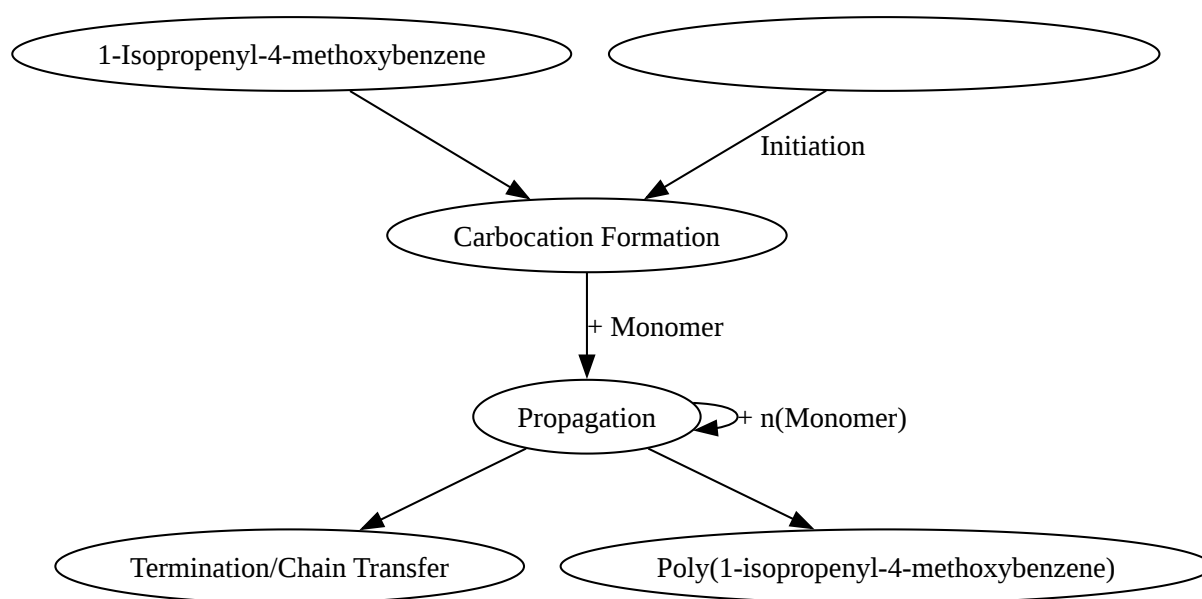 1-Isopropenyl-4-methoxybenzene
Initiation
Carbocation Formation
+ Monomer
Propagation
+ n(Monomer)
Termination/Chain Transfer
Poly(1-isopropenyl-4-methoxybenzene)